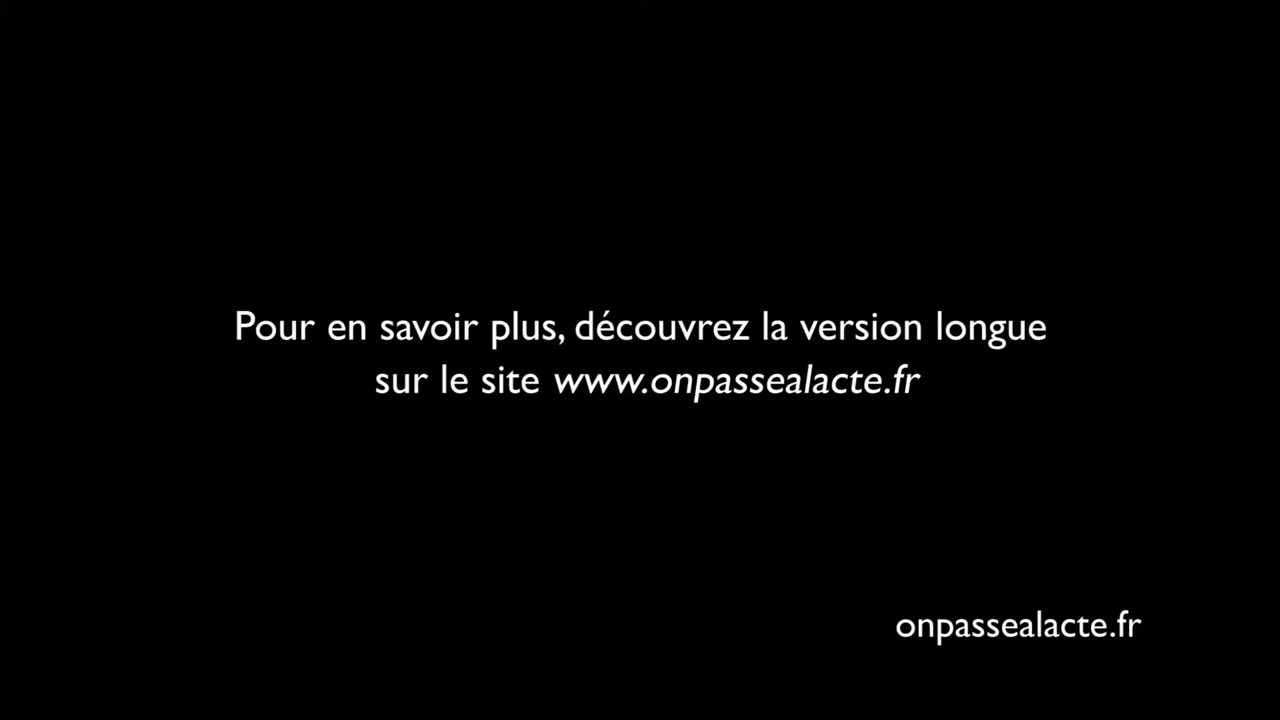 Pour en savoir plus, découvrez la version longue
sur le site www.onpassealacte.fr
onpassealacte.fr